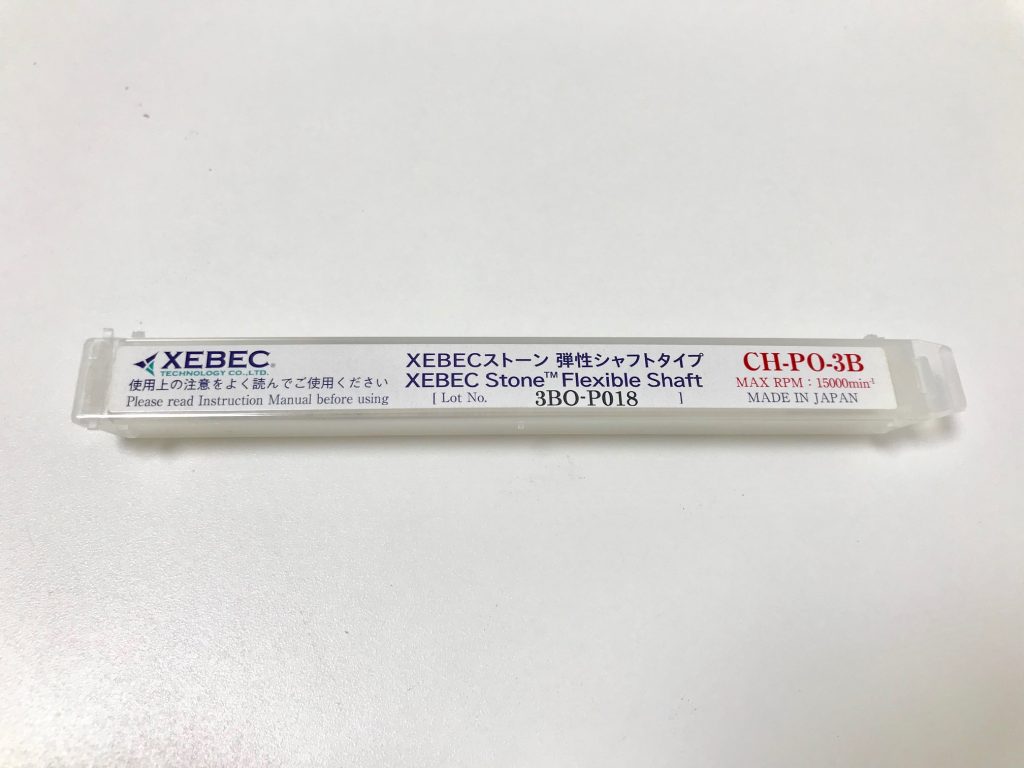 XEBEC®
TECHNOLOGY CO.,LTD.
使用上の注意をよく読んでご使用ください
Please read Instruction Manual before using
XEBECストーン 弾性シャフトタイプ
XEBEC Stone™ Flexible Shaft
[ Lot No. 3BO-P018 ]
CH-PO-3B
MAX RPM : 15000min⁻¹
MADE IN JAPAN